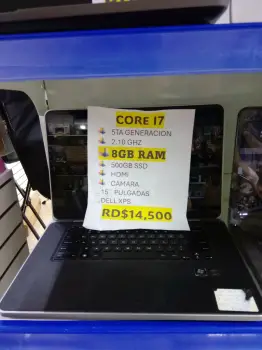 CORE I7
5TA GENERACION
2.10 GHZ
8GB RAM
500GB SSD
HDMI
CAMARA
15" PULGADAS
DELL XPS
RD$14,500